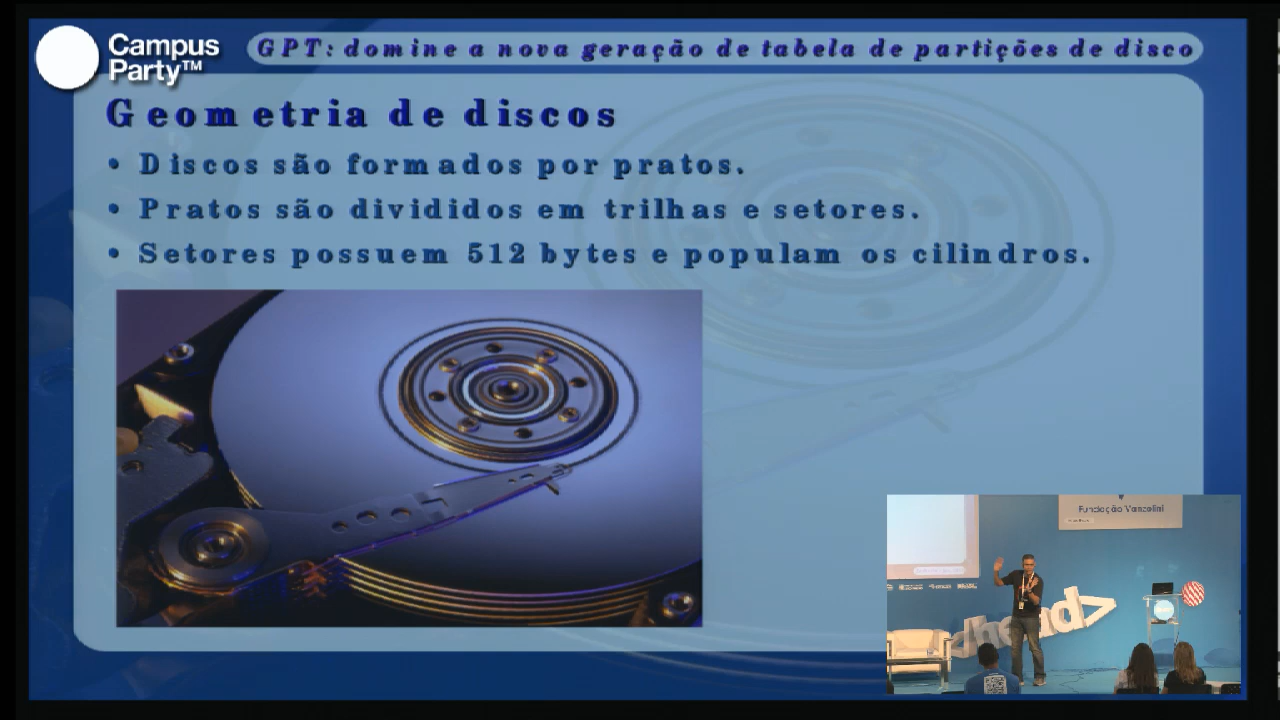 Campus
Party™
GPT: domine a nova geração de tabela de partições de disco
Geometria de discos
• Discos são formados por pratos.
• Pratos são divididos em trilhas e setores.
• Setores possuem 512 bytes e populam os cilindros.
Fundação Vanzolini
<head>